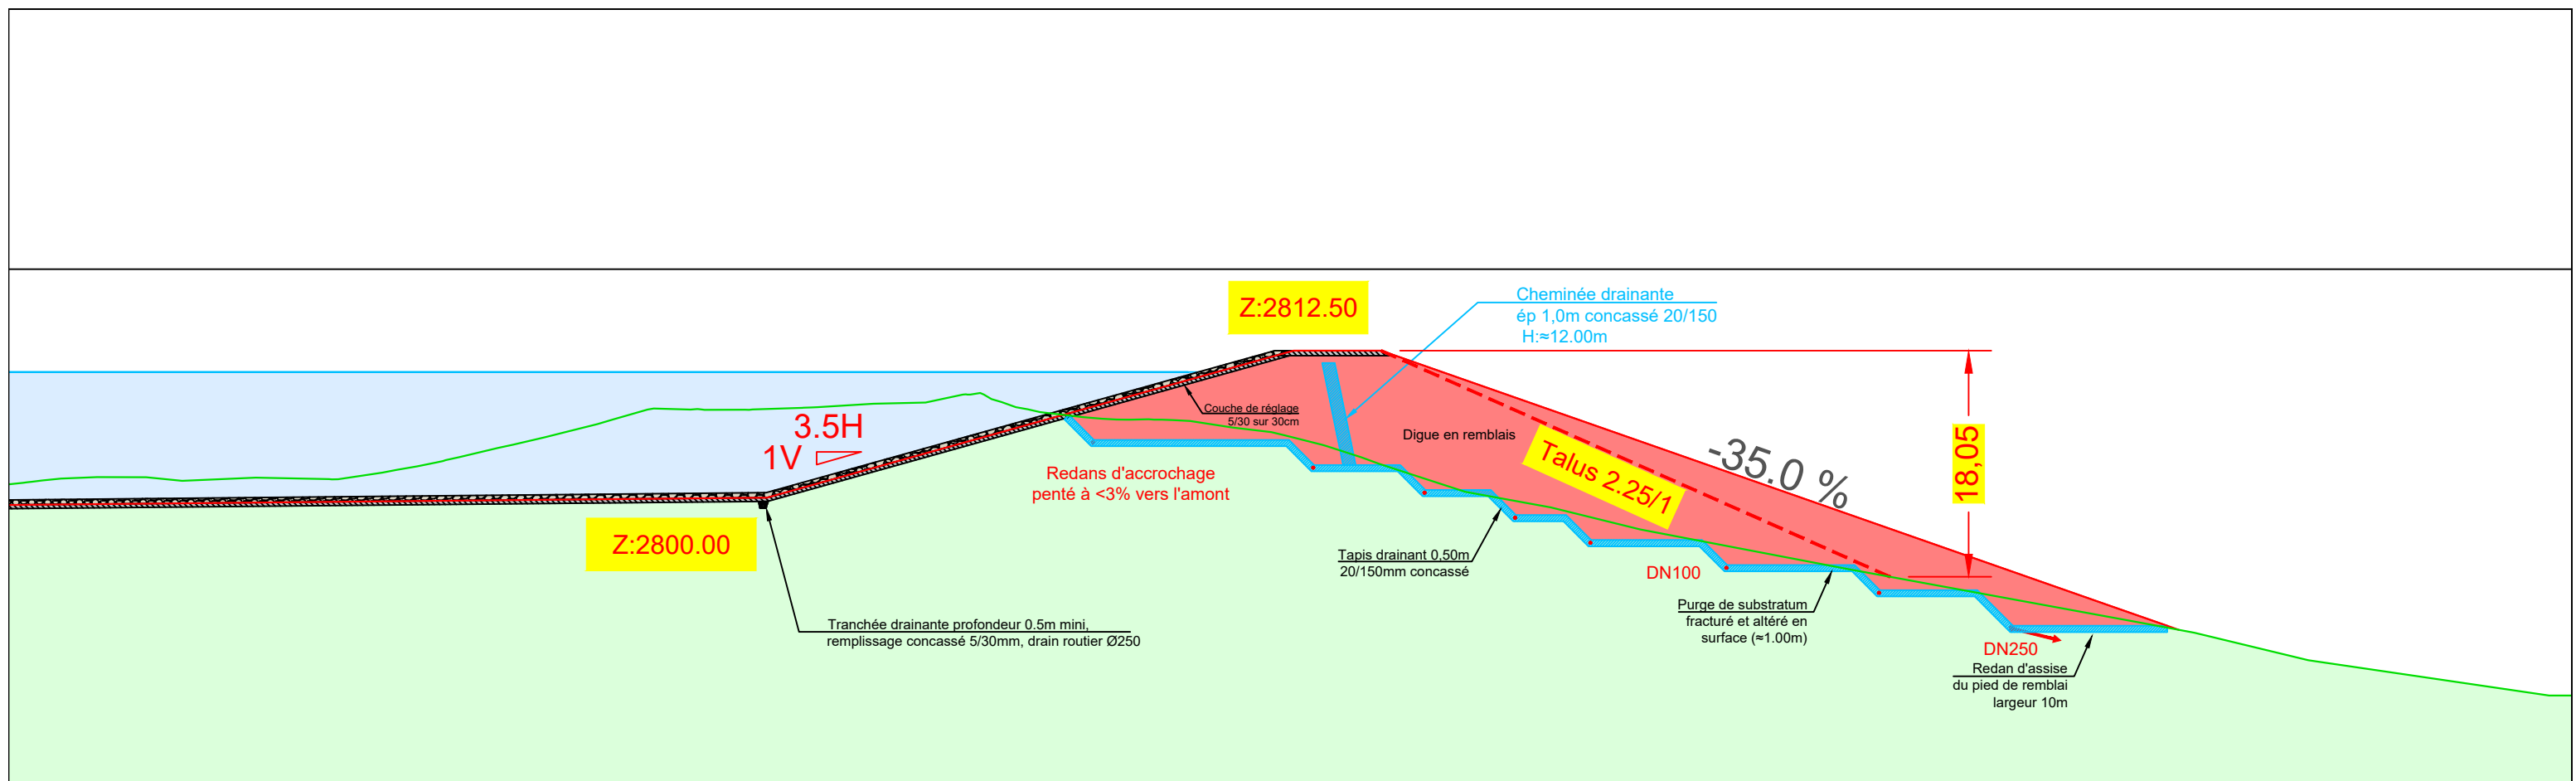 Z:2812.50
Cheminée drainante
ép 1,0m concassé 20/150
H:≈12.00m
Couche de réglage
5/30 sur 30cm
3.5H
1V
Digue en remblais
Talus 2.25/1
-35.0 %
18,05
Redans d'accrochage
penté à <3% vers l'amont
Z:2800.00
Tapis drainant 0,50m
20/150mm concassé
DN100
Purge de substratum
fracturé et altéré en
surface (≈1.00m)
Tranchée drainante profondeur 0.5m mini,
remplissage concassé 5/30mm, drain routier Ø250
DN250
Redan d'assise
du pied de remblai
largeur 10m